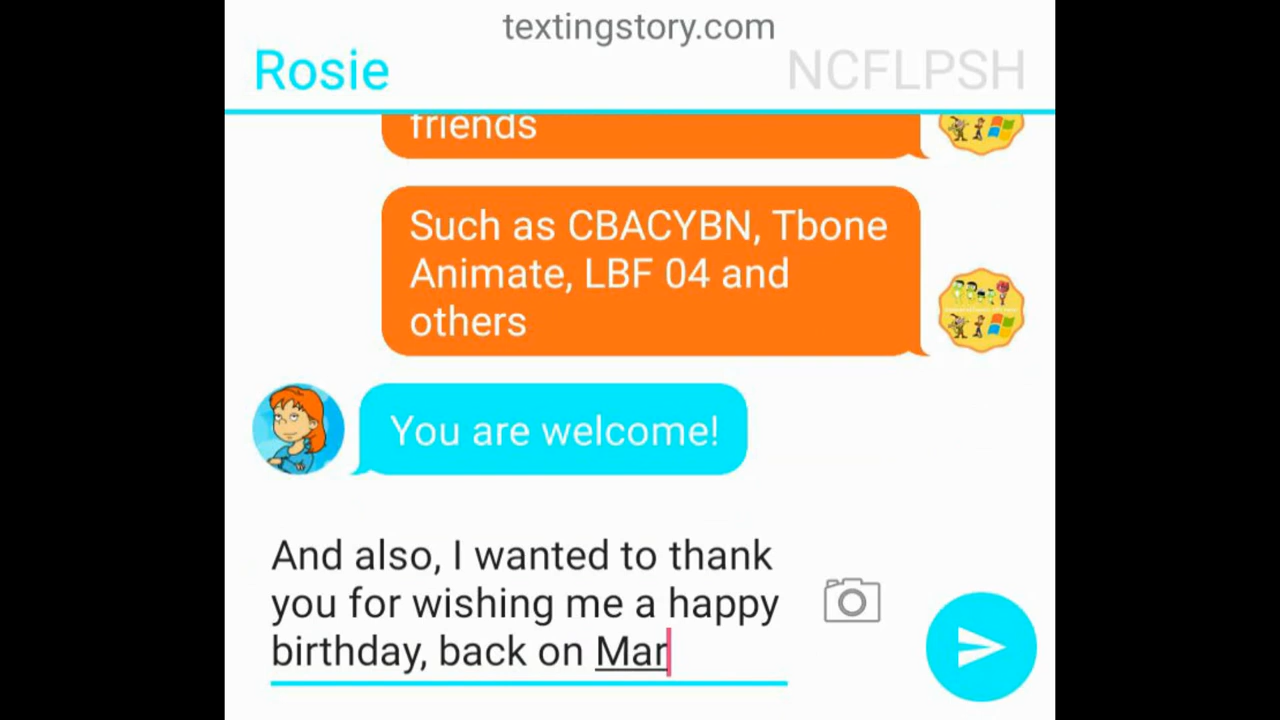 textingstory.com
Rosie
NCFLPSH
friends
Such as CBACYBN, Tbone
Animate, LBF 04 and
others
You are welcome!
And also, I wanted to thank
you for wishing me a happy
birthday, back on Mar